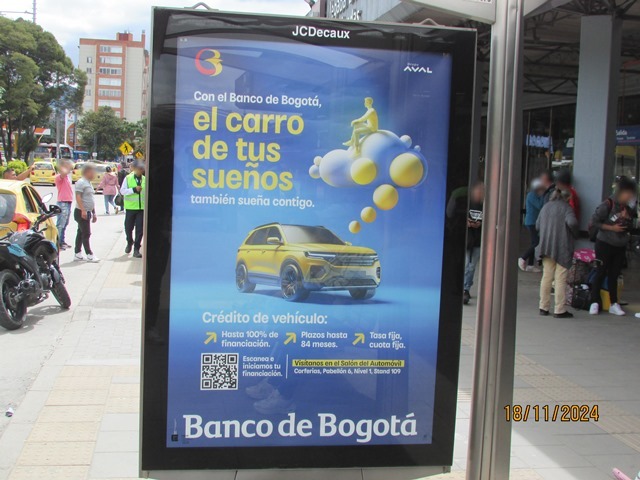 JCDecaux
Grupo
AVAL
Con el Banco de Bogotá,
el carro
de tus
sueños
también sueña contigo.
Crédito de vehículo:
Hasta 100% de
financiación.
Plazos hasta
84 meses.
Tasa fija,
cuota fija.
Escanea e
iniciamos tu
financiación.
Visítanos en el Salón del Automóvil
Corferias, Pabellón 6, Nivel 1, Stand 109
Banco de Bogotá
18/11/2024